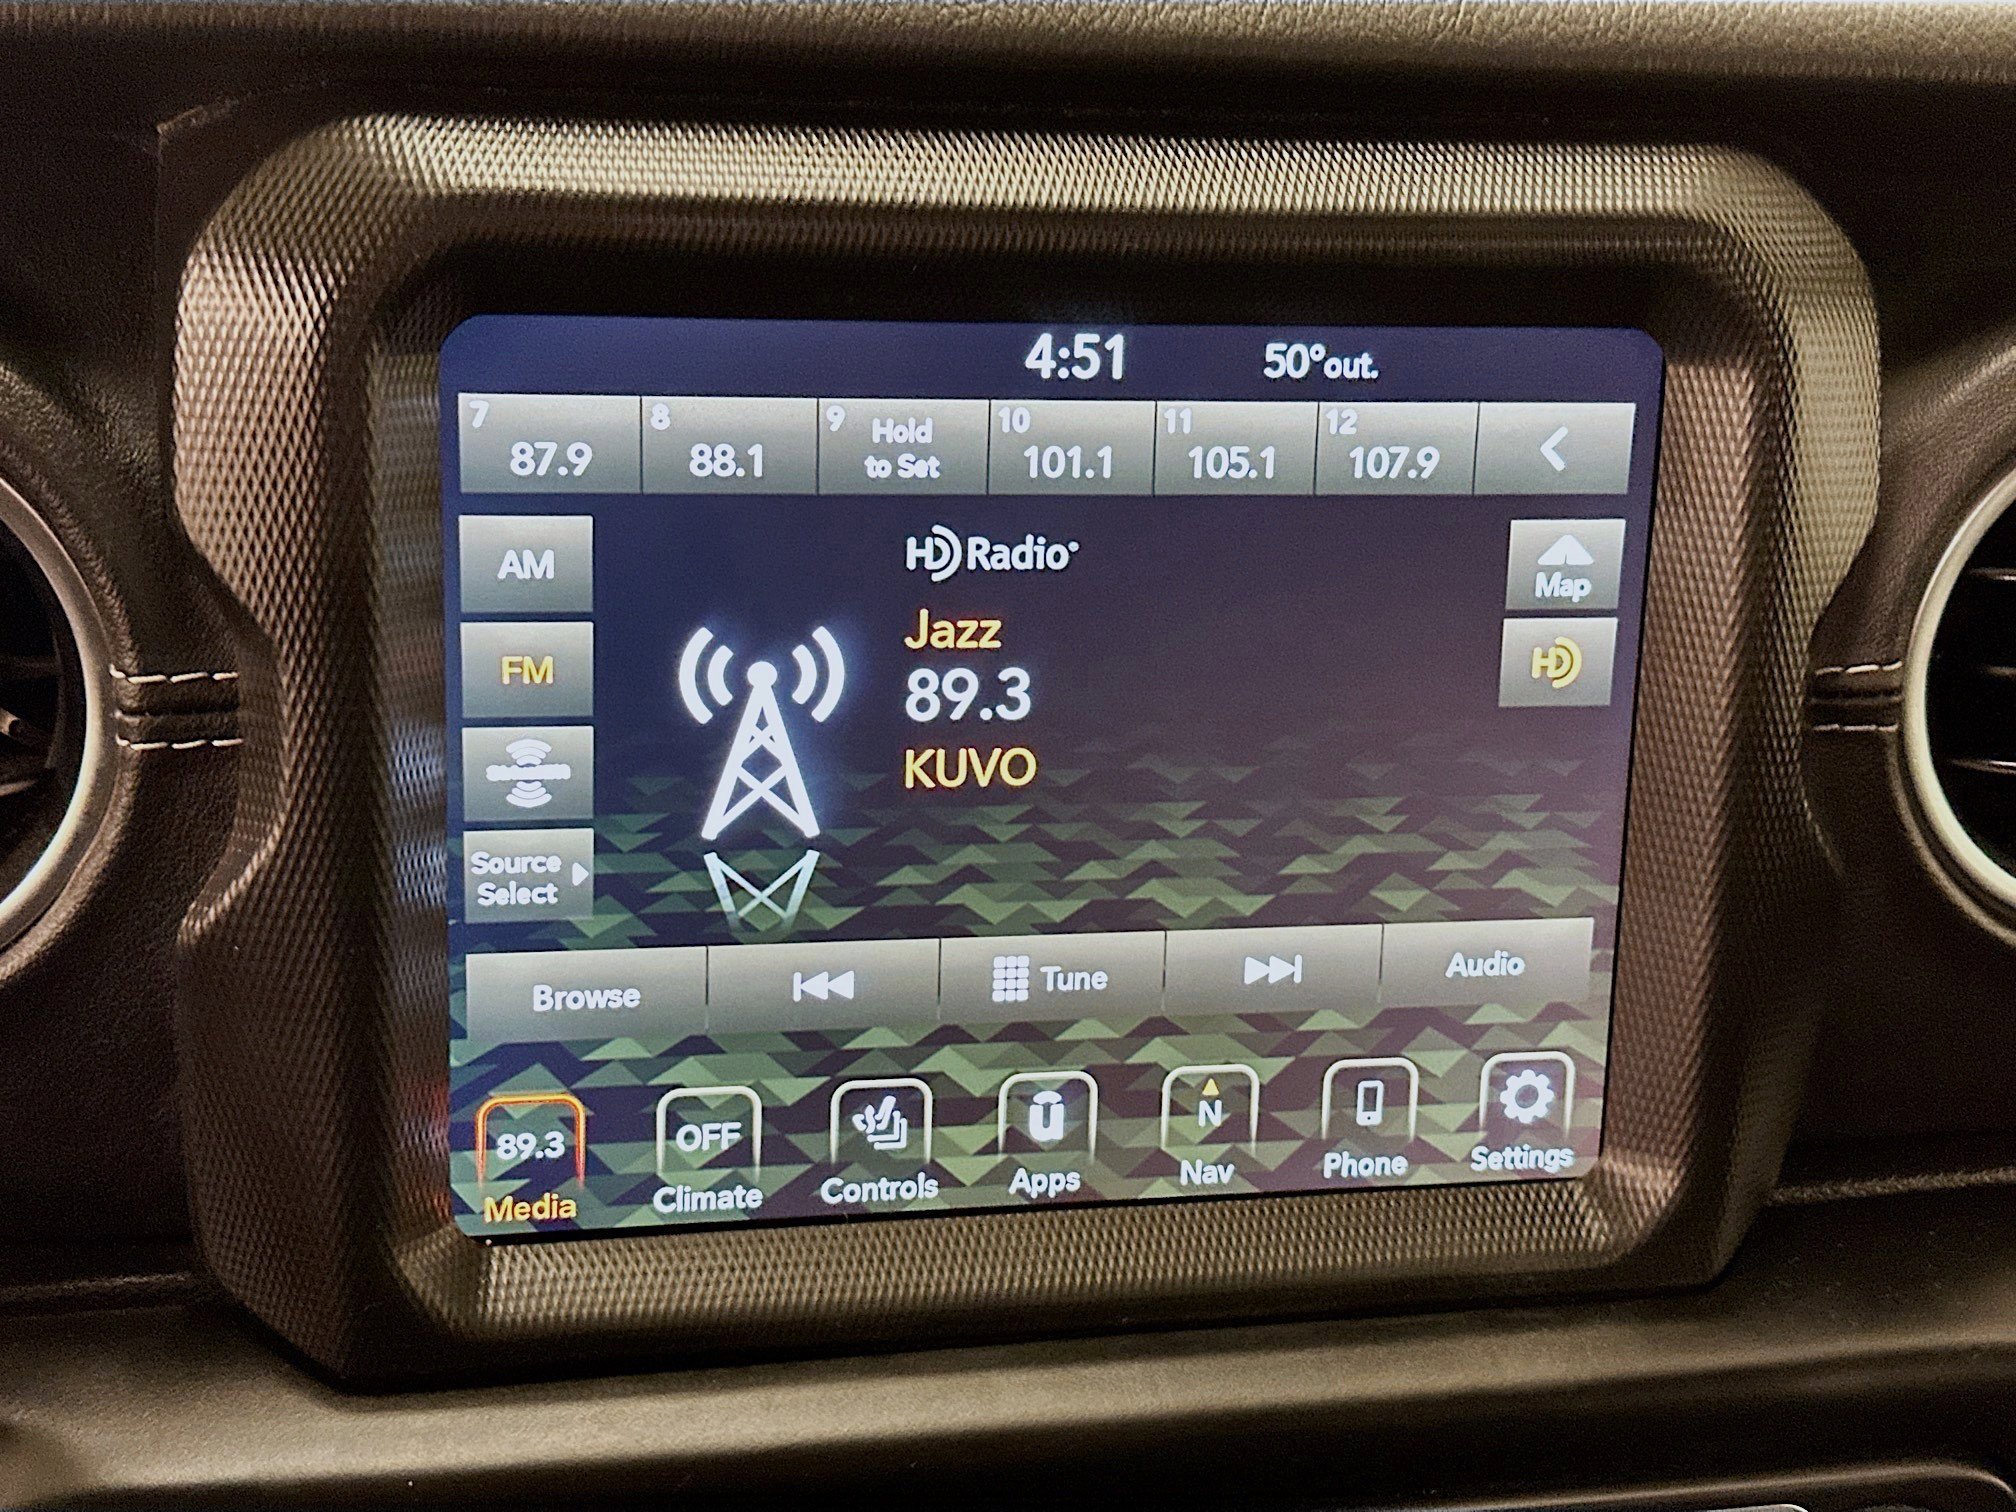 4:51 50°out.
7 8 9 Hold 10 11 12
87.9 88.1 to Set 101.1 105.1 107.9
AM
HD Radio
Map
Jazz
FM
89.3
HD
KUVO
Source
Select
Browse
Tune
Audio
89.3
OFF
U
N
Media
Climate
Controls
Apps
Nav
Phone
Settings